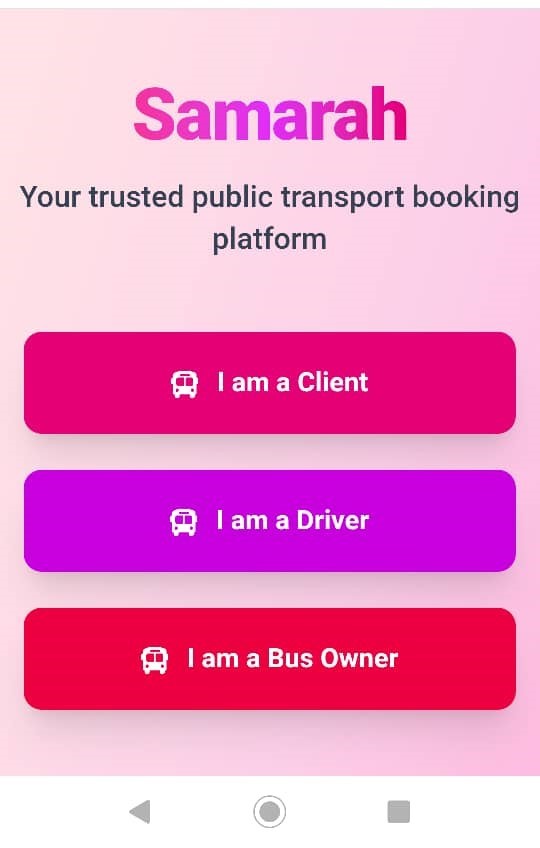 Samarah
Your trusted public transport booking
platform
I am a Client
I am a Driver
I am a Bus Owner